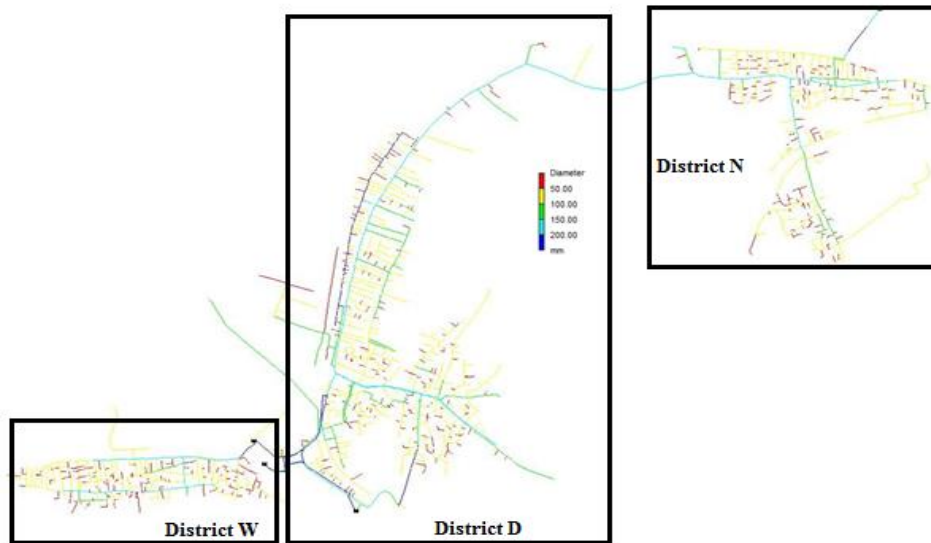 District N
Diameter
50.00
100.00
150.00
200.00
mm
District W
District D